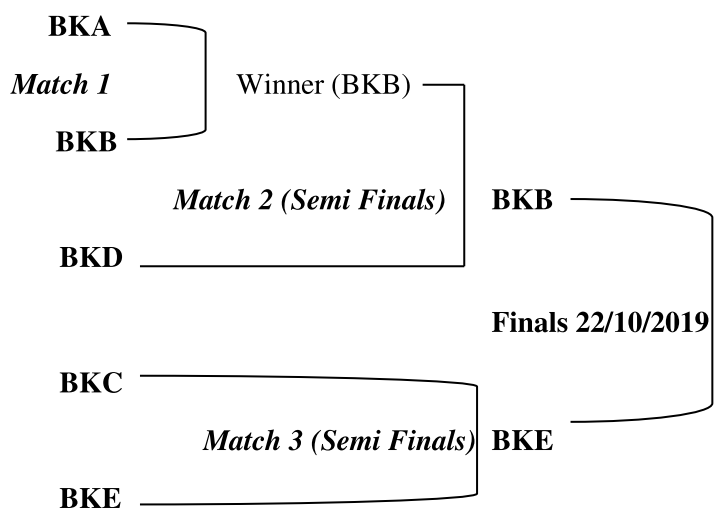 BKA
Match 1
Winner (BKB)
BKB
Match 2 (Semi Finals)
BKB
BKD
Finals 22/10/2019
BKC
Match 3 (Semi Finals)
BKE
BKE